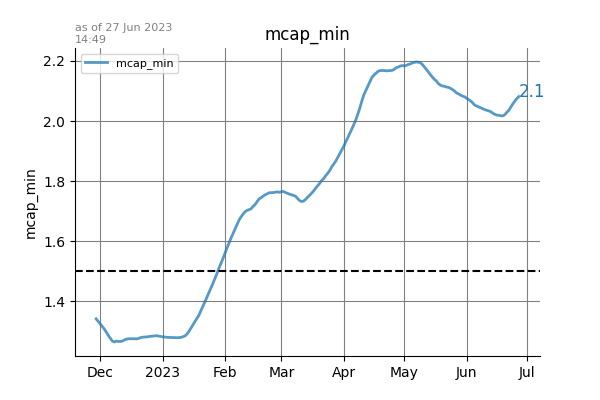 as of 27 Jun 2023
14:49
mcap_min
mcap_min
2.1
mcap_min
2.2
2.0
1.8
1.6
1.4
Dec 2023 Feb Mar Apr May Jun Jul